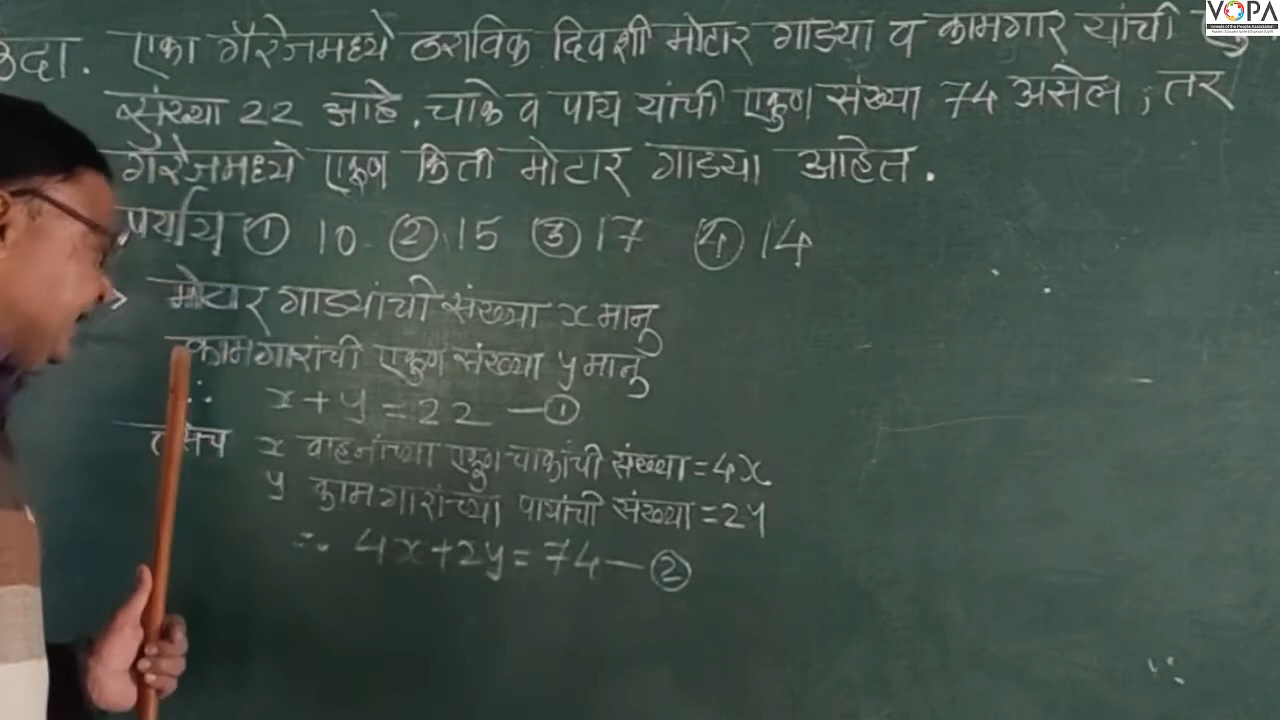 VOPA
उदा. एका गॅरेजमध्ये ठराविक दिवशी मोटार गाड्या व कामगार यांची
संख्या 22 आहे. चाके व पाय यांची एकुण संख्या 74 असेल, तर
गॅरेजमध्ये एकुण किती मोटार गाड्या आहेत.
पर्याय ① 10 ② 15 ③ 17 ④ 14
मोटार गाड्यांची संख्या x मानु
कामगारांची एकुण संख्या y मानु
∴ x + y = 22 — ①
तसेच x वाहनांच्या एकुण चाकांची संख्या = 4x
y कामगारांच्या पायांची संख्या = 2y
∴ 4x + 2y = 74 — ②